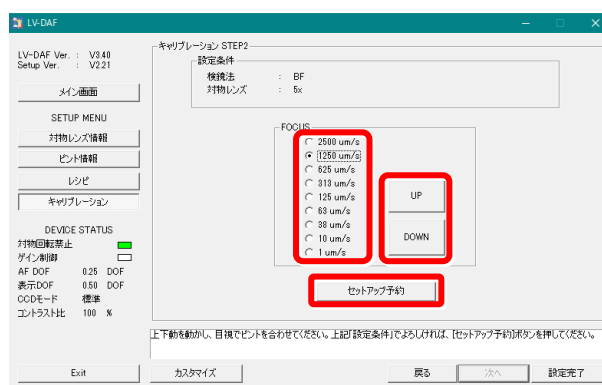 LV-DAF
LV-DAF Ver. : V3.40
Setup Ver. : V2.21
メイン画面
SETUP MENU
対物レンズ情報
ピント情報
レシピ
キャリブレーション
DEVICE STATUS
対物回転禁止
ゲイン制御
AF DOF 0.25 DOF
表示DOF 0.50 DOF
CCDモード 標準
コントラスト比 100 %
Exit
キャリブレーション STEP2
設定条件
検鏡法 : BF
対物レンズ : 5x
FOCUS
2500 um/s
1250 um/s
625 um/s
313 um/s
125 um/s
63 um/s
38 um/s
10 um/s
1 um/s
UP
DOWN
セットアップ予約
上下動を動かし、目視でピントを合わせてください。上記「設定条件」でよろしければ、[セットアップ予約]ボタンを押してください。
カスタマイズ
戻る
次へ
設定完了